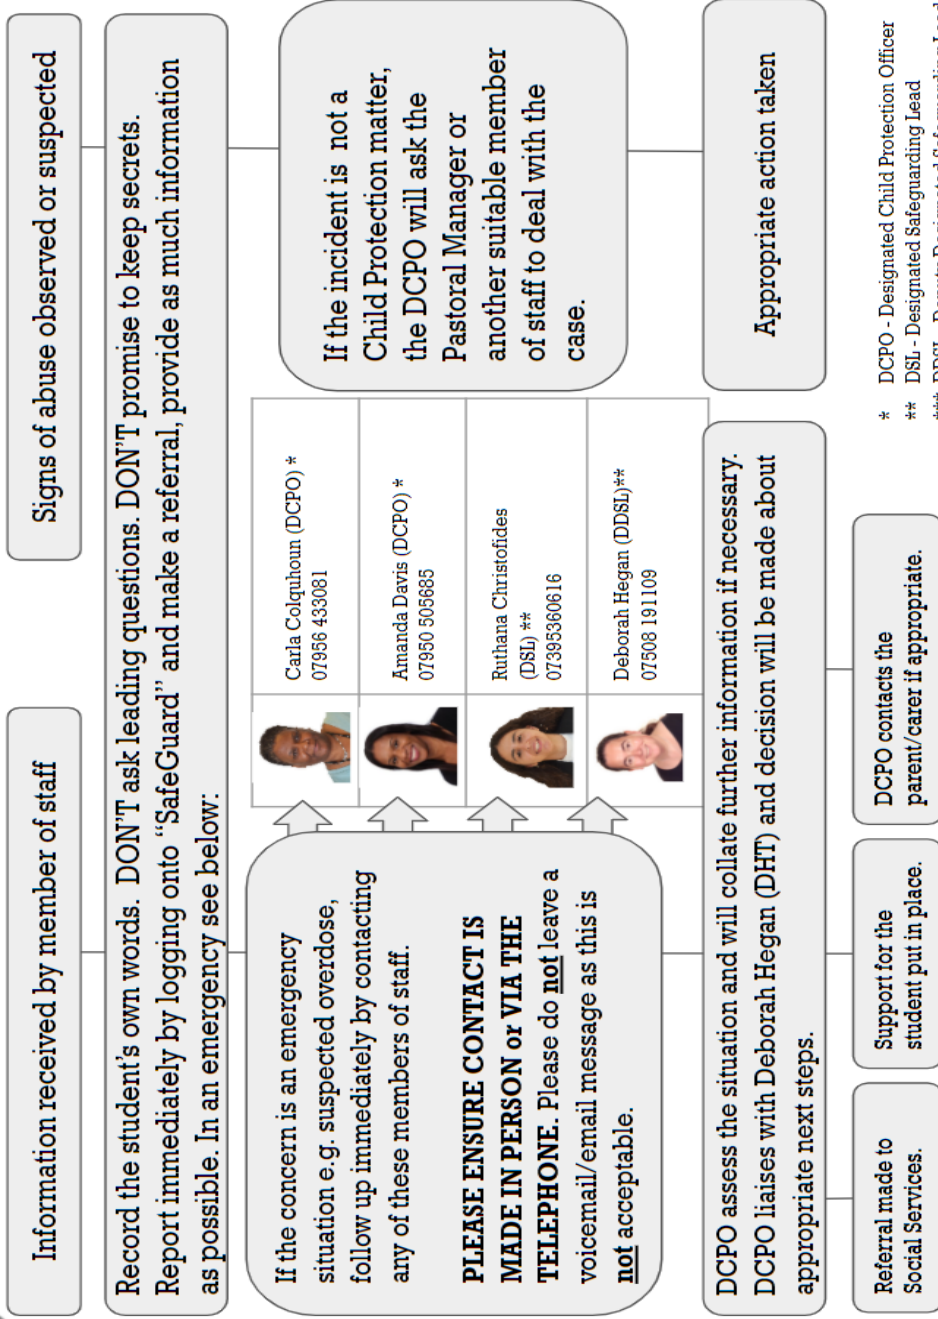 Information received by member of staff
Signs of abuse observed or suspected
Record the student's own words.  DON'T ask leading questions. DON'T promise to keep secrets.
Report immediately by logging onto “SafeGuard” and make a referral, provide as much information
as possible. In an emergency see below:
If the concern is an emergency
situation e.g. suspected overdose,
follow up immediately by contacting
any of these members of staff.
PLEASE ENSURE CONTACT IS
MADE IN PERSON or VIA THE
TELEPHONE. Please do not leave a
voicemail/email message as this is
not acceptable.
Carla Colquhoun (DCPO) *
07956 433081
Amanda Davis (DCPO) *
07950 505685
Ruthana Christofides
(DSL) **
07395360616
Deborah Hegan (DDSL)**
07508 191109
If the incident is  not a
Child Protection matter,
the DCPO will ask the
Pastoral Manager or
another suitable member
of staff to deal with the
case.
DCPO assess the situation and will collate further information if necessary.
DCPO liaises with Deborah Hegan (DHT) and decision will be made about
appropriate next steps.
Appropriate action taken
Referral made to
Social Services.
Support for the
student put in place.
DCPO contacts the
parent/carer if appropriate.
* DCPO - Designated Child Protection Officer
** DSL - Designated Safeguarding Lead